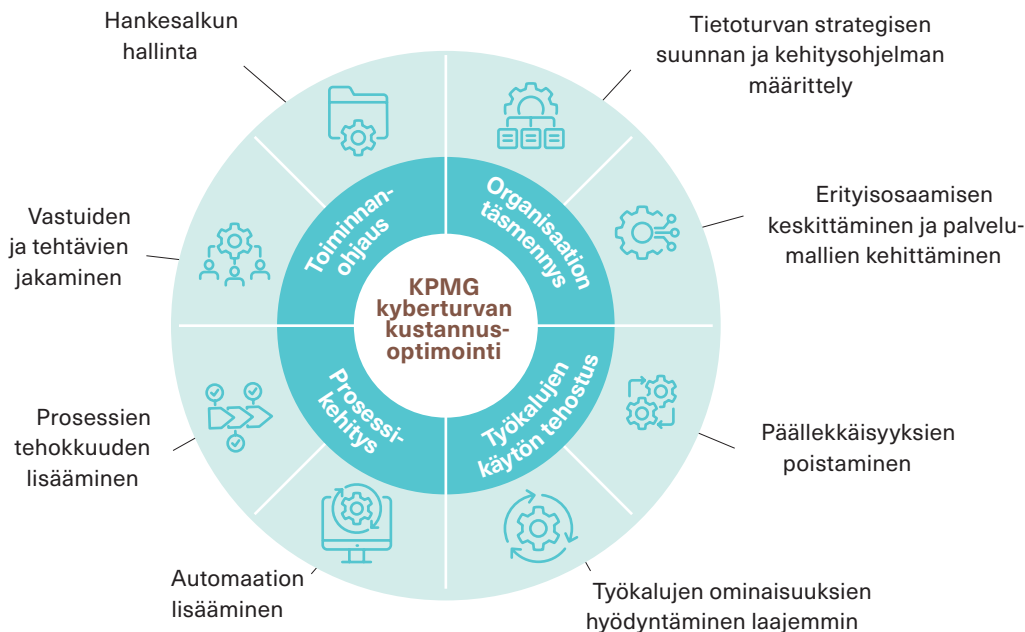 Hankesalkun
hallinta
Tietoturvan strategisen
suunnan ja kehitysohjelman
määrittely
Vastuiden
ja tehtävien
jakaminen
Erityisosaamisen
keskittäminen ja palvelu-
mallien kehittäminen
Toiminnan-
ohjaus
Organisaation
täsmennys
KPMG
kyberturvan
kustannus-
optimointi
Prosessi-
kehitys
Työkalujen
käytön tehostus
Prosessien
tehokkuuden
lisääminen
Päällekkäisyyksien
poistaminen
Automaation
lisääminen
Työkalujen ominaisuuksien
hyödyntäminen laajemmin